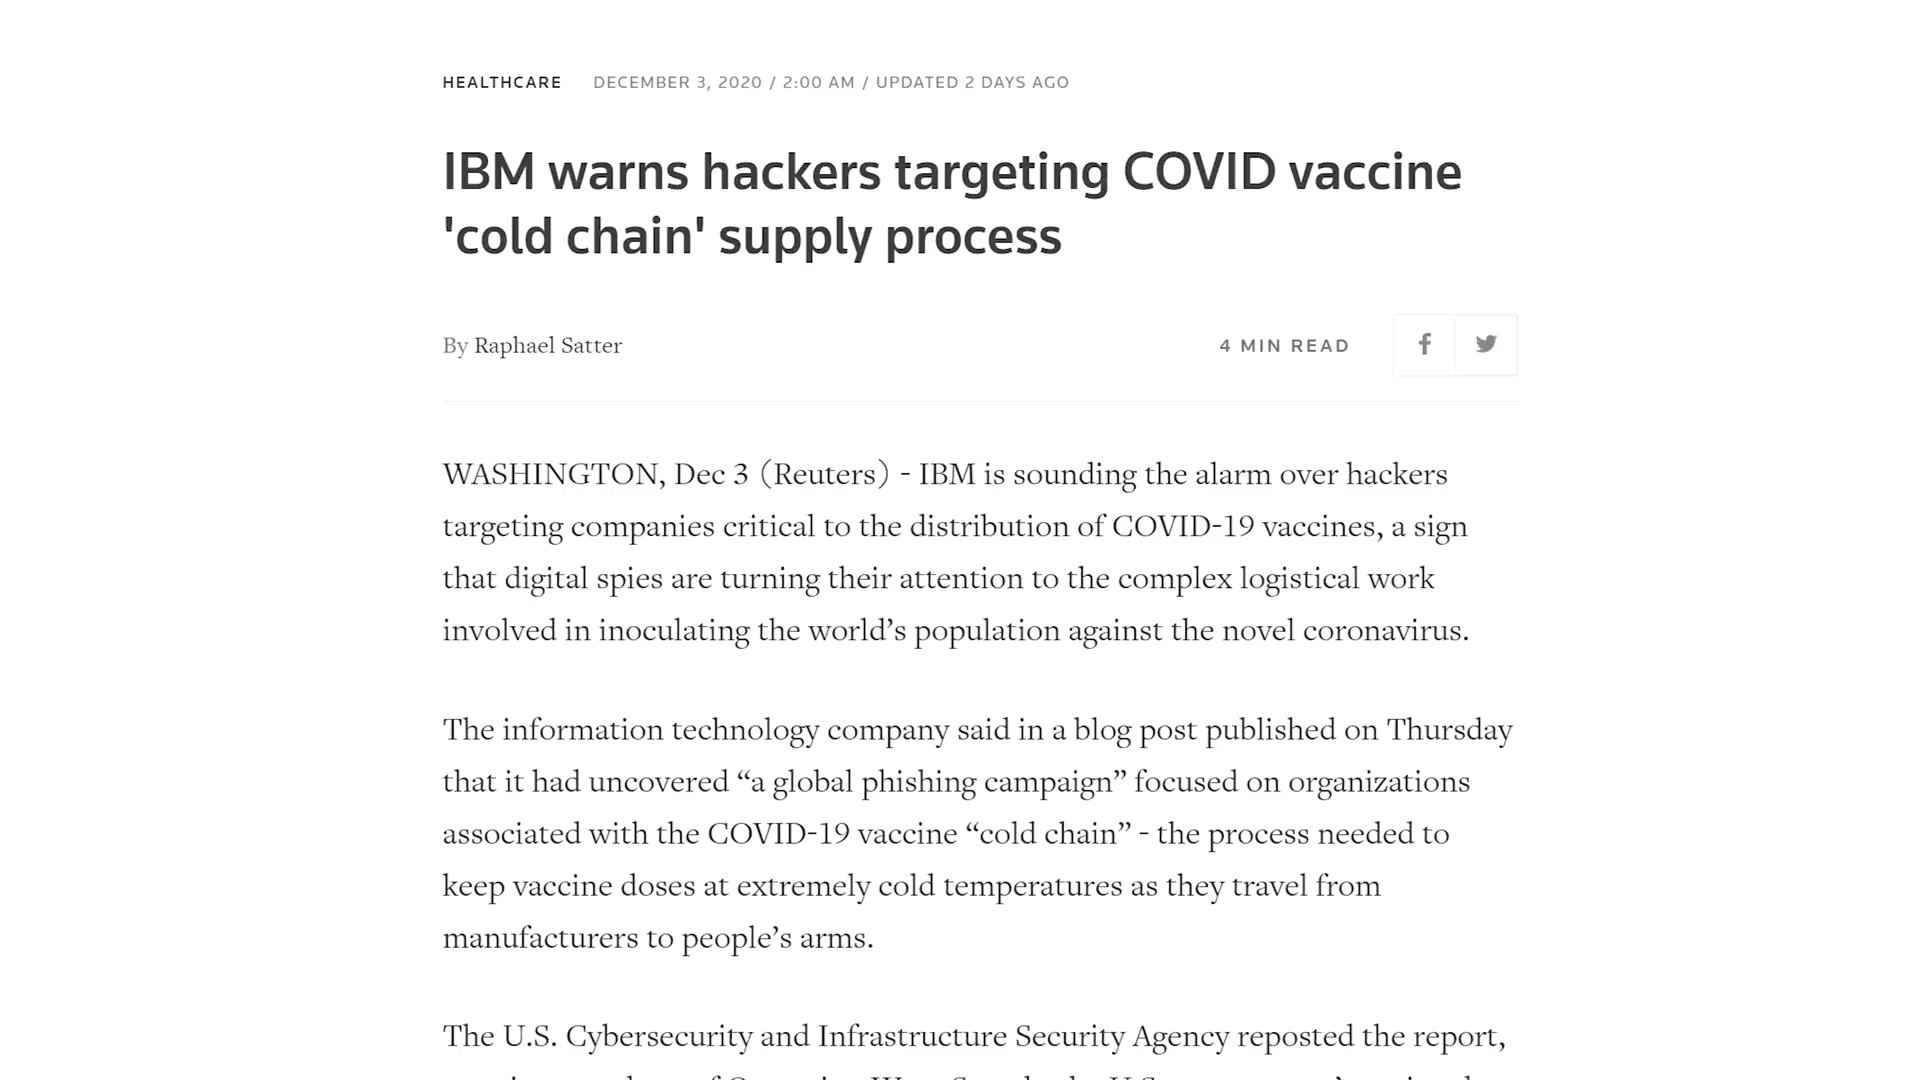 HEALTHCARE DECEMBER 3, 2020 / 2:00 AM / UPDATED 2 DAYS AGO
IBM warns hackers targeting COVID vaccine
'cold chain' supply process
By Raphael Satter 4 MIN READ
WASHINGTON, Dec 3 (Reuters) - IBM is sounding the alarm over hackers
targeting companies critical to the distribution of COVID-19 vaccines, a sign
that digital spies are turning their attention to the complex logistical work
involved in inoculating the world’s population against the novel coronavirus.
The information technology company said in a blog post published on Thursday
that it had uncovered “a global phishing campaign” focused on organizations
associated with the COVID-19 vaccine “cold chain” - the process needed to
keep vaccine doses at extremely cold temperatures as they travel from
manufacturers to people’s arms.
The U.S. Cybersecurity and Infrastructure Security Agency reposted the report,